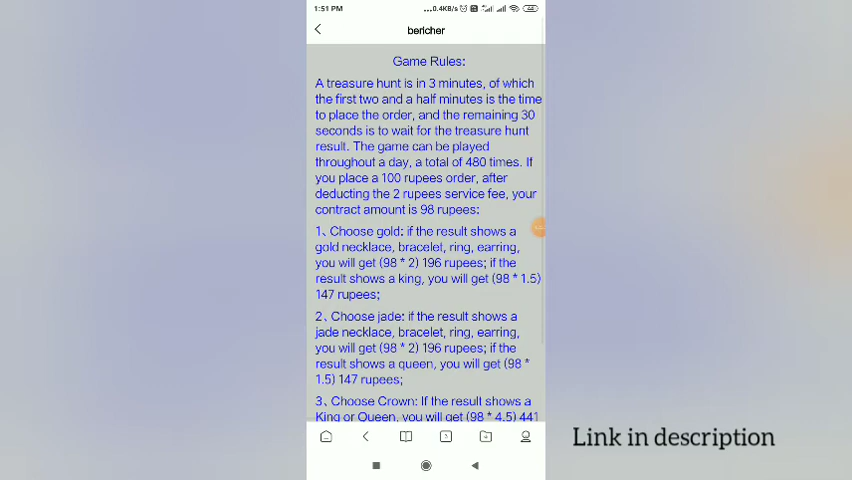 1:51 PM
...0.4KB/s
bericher
Game Rules:
A treasure hunt is in 3 minutes, of which
the first two and a half minutes is the time
to place the order, and the remaining 30
seconds is to wait for the treasure hunt
result. The game can be played
throughout a day, a total of 480 times. If
you place a 100 rupees order, after
deducting the 2 rupees service fee, your
contract amount is 98 rupees:
1、Choose gold: if the result shows a
gold necklace, bracelet, ring, earring,
you will get (98 * 2) 196 rupees; if the
result shows a king, you will get (98 * 1.5)
147 rupees;
2、Choose jade: if the result shows a
jade necklace, bracelet, ring, earring,
you will get (98 * 2) 196 rupees; if the
result shows a queen, you will get (98 *
1.5) 147 rupees;
3、Choose Crown: If the result shows a
King or Queen, you will get (98 * 4.5) 441
Link in description